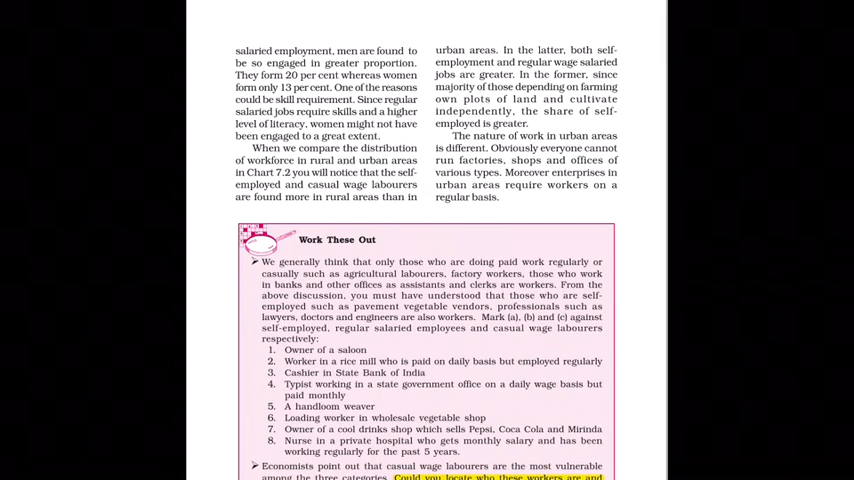 salaried employment, men are found to
be so engaged in greater proportion.
They form 20 per cent whereas women
form only 13 per cent. One of the reasons
could be skill requirement. Since regular
salaried jobs require skills and a higher
level of literacy, women might not have
been engaged to a great extent.
When we compare the distribution
of workforce in rural and urban areas
in Chart 7.2 you will notice that the self-
employed and casual wage labourers
are found more in rural areas than in
urban areas. In the latter, both self-
employment and regular wage salaried
jobs are greater. In the former, since
majority of those depending on farming
own plots of land and cultivate
independently, the share of self-
employed is greater.
The nature of work in urban areas
is different. Obviously everyone cannot
run factories, shops and offices of
various types. Moreover enterprises in
urban areas require workers on a
regular basis.
Work These Out
➢ We generally think that only those who are doing paid work regularly or
casually such as agricultural labourers, factory workers, those who work
in banks and other offices as assistants and clerks are workers. From the
above discussion, you must have understood that those who are self-
employed such as pavement vegetable vendors, professionals such as
lawyers, doctors and engineers are also workers. Mark (a), (b) and (c) against
self-employed, regular salaried employees and casual wage labourers
respectively:
1. Owner of a saloon
2. Worker in a rice mill who is paid on daily basis but employed regularly
3. Cashier in State Bank of India
4. Typist working in a state government office on a daily wage basis but
paid monthly
5. A handloom weaver
6. Loading worker in wholesale vegetable shop
7. Owner of a cool drinks shop which sells Pepsi, Coca Cola and Mirinda
8. Nurse in a private hospital who gets monthly salary and has been
working regularly for the past 5 years.
➢ Economists point out that casual wage labourers are the most vulnerable
among the three categories. Could you locate who these workers are and